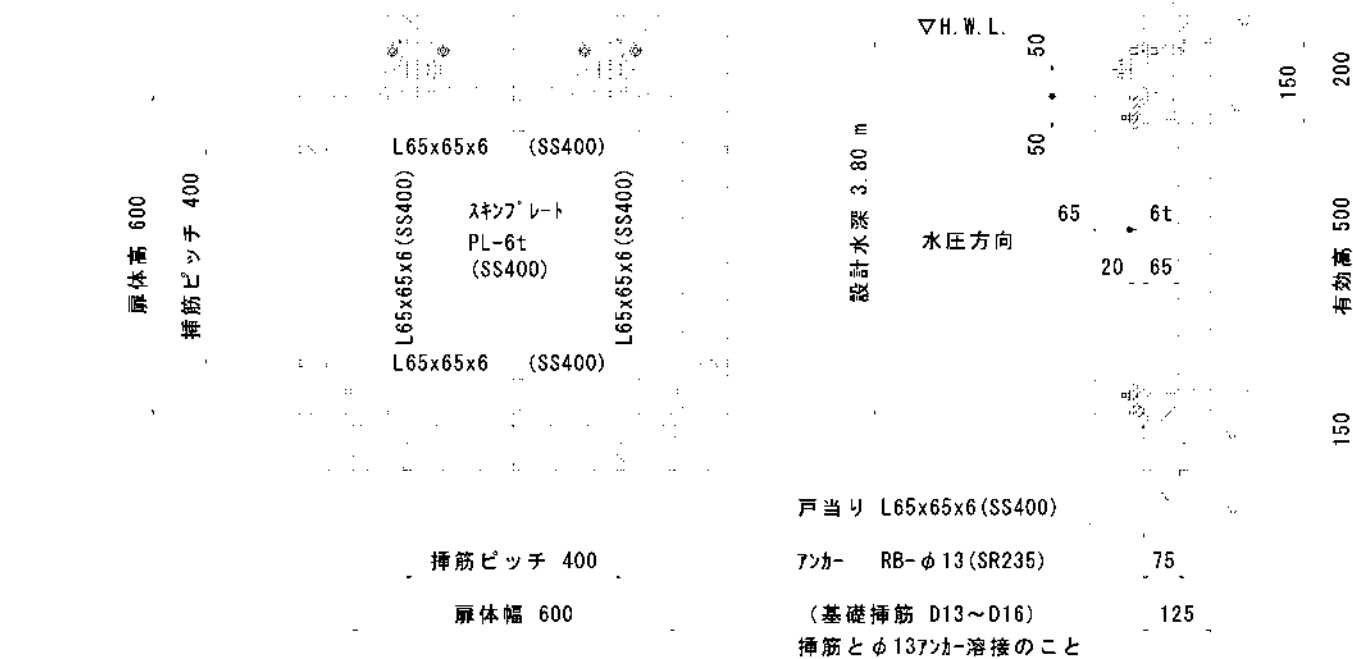 ▽H.W.L.
50
50
150
200
扉体高 600
挿筋ピッチ 400
L65x65x6 (SS400)
L65x65x6(SS400)
スキンプレート
PL-6t
(SS400)
L65x65x6(SS400)
L65x65x6 (SS400)
設計水深 3.80 m
水圧方向
65
6t
20
65
有効高 500
150
戸当り L65x65x6(SS400)
挿筋ピッチ 400
アンカー RB-φ13(SR235)
75
扉体幅 600
(基礎挿筋 D13～D16)
125
挿筋とφ13アンカー溶接のこと